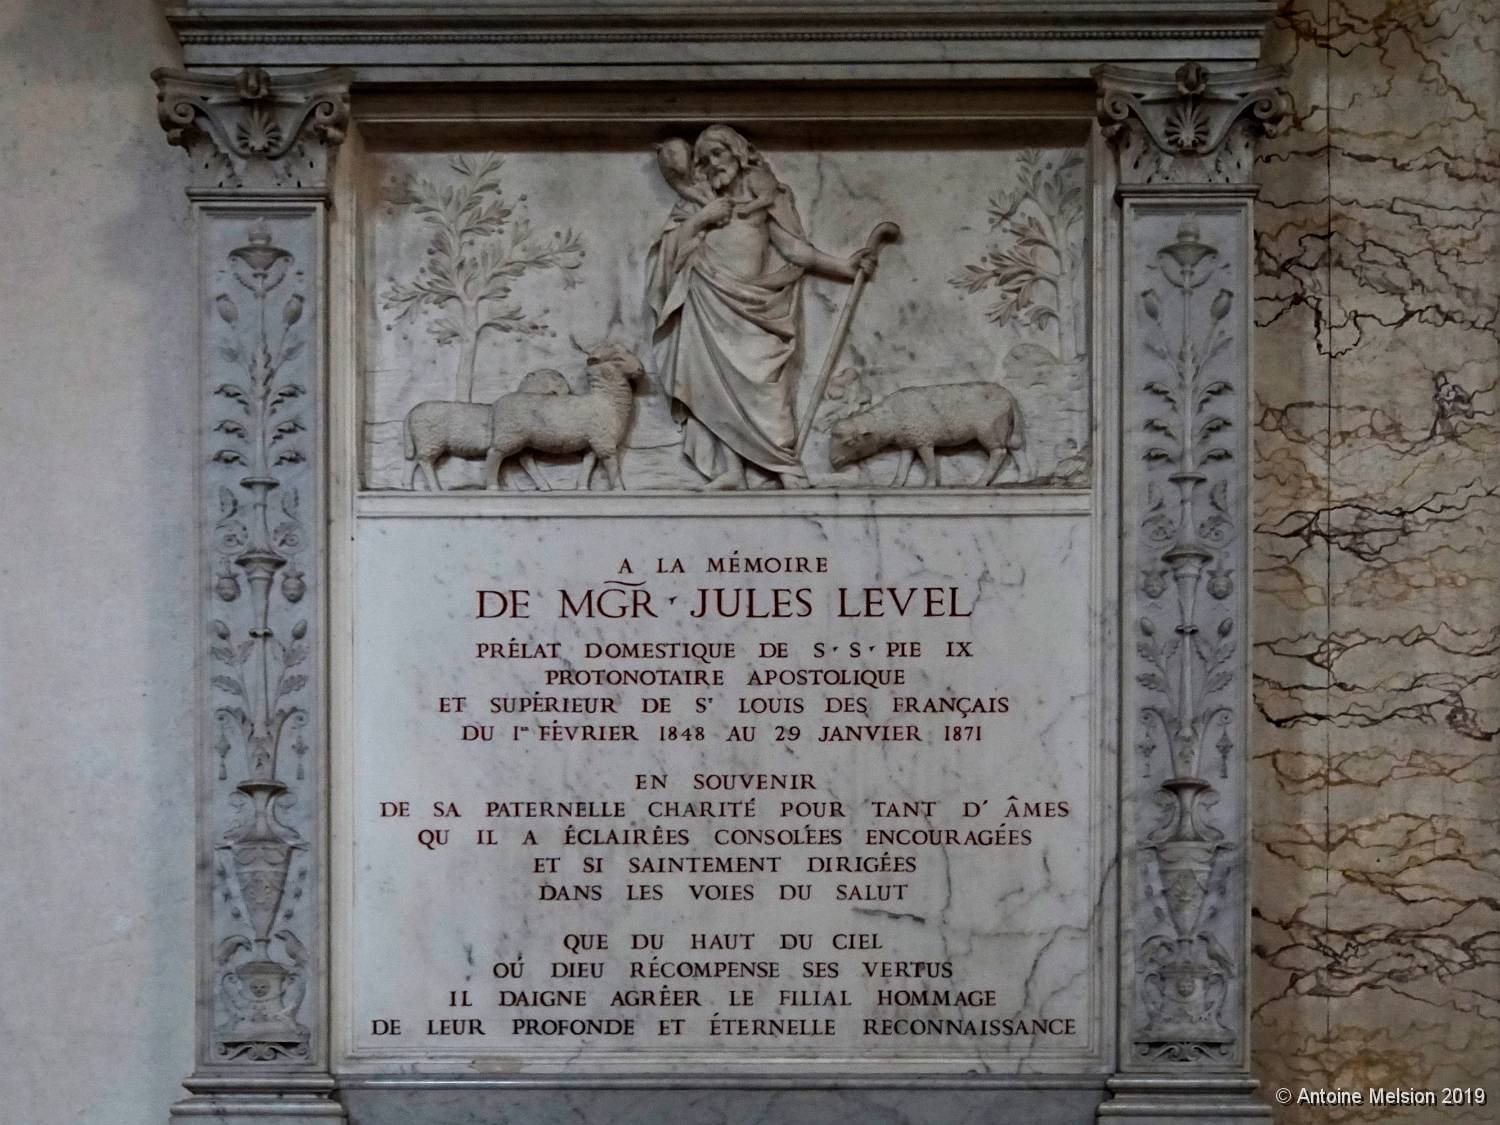 A LA MÉMOIRE
DE MGR JULES LEVEL
PRÉLAT DOMESTIQUE DE S·S·PIE IX
PROTONOTAIRE APOSTOLIQUE
ET SUPÉRIEUR DE ST LOUIS DES FRANÇAIS
DU 1ER FÉVRIER 1848 AU 29 JANVIER 1871
EN SOUVENIR
DE SA PATERNELLE CHARITÉ POUR TANT D' ÂMES
QU IL A ÉCLAIRÉES CONSOLÉES ENCOURAGÉES
ET SI SAINTEMENT DIRIGÉES
DANS LES VOIES DU SALUT
QUE DU HAUT DU CIEL
OÙ DIEU RÉCOMPENSE SES VERTUS
IL DAIGNE AGRÉER LE FILIAL HOMMAGE
DE LEUR PROFONDE ET ÉTERNELLE RECONNAISSANCE
© Antoine Melsion 2019